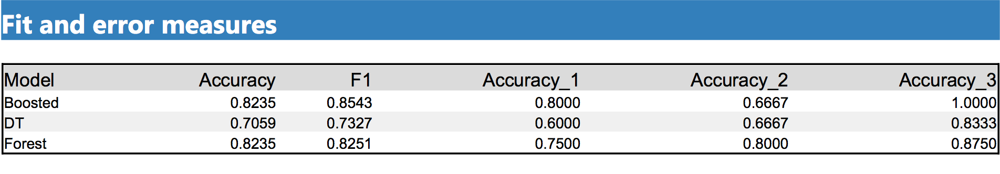 Fit and error measures
Model Accuracy F1 Accuracy_1 Accuracy_2 Accuracy_3
Boosted 0.8235 0.8543 0.8000 0.6667 1.0000
DT 0.7059 0.7327 0.6000 0.6667 0.8333
Forest 0.8235 0.8251 0.7500 0.8000 0.8750